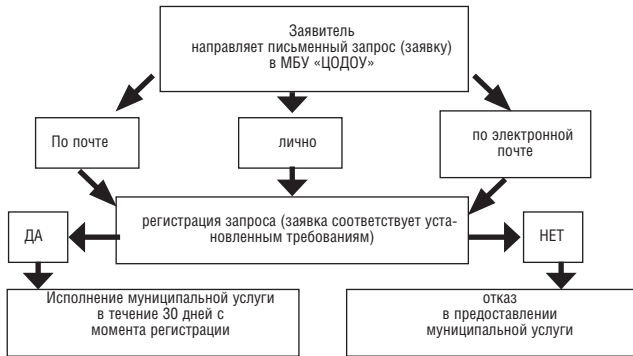 Заявитель
направляет письменный запрос (заявку)
в МБУ «ЦОДОУ»
По почте
лично
по электронной
почте
регистрация запроса (заявка соответствует уста-
новленным требованиям)
ДА
НЕТ
Исполнение муниципальной услуги
в течение 30 дней с
момента регистрации
отказ
в предоставлении
муниципальной услуги